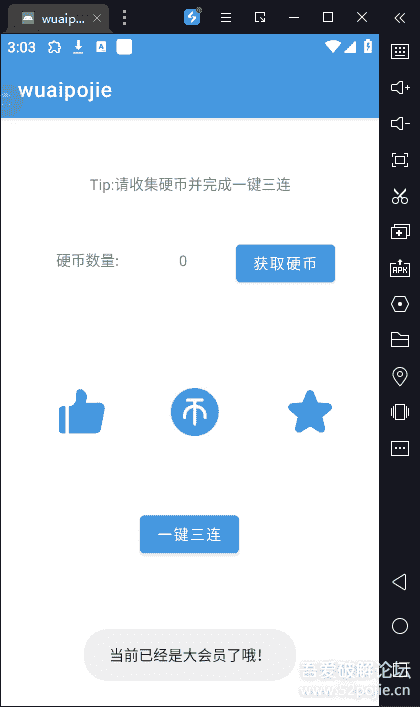 wuaip...
3:03
wuaipojie
Tip:请收集硬币并完成一键三连
硬币数量:
0
获取硬币
一键三连
当前已经是大会员了哦！
APK
吾爱破解论坛
www.52pojie.cn